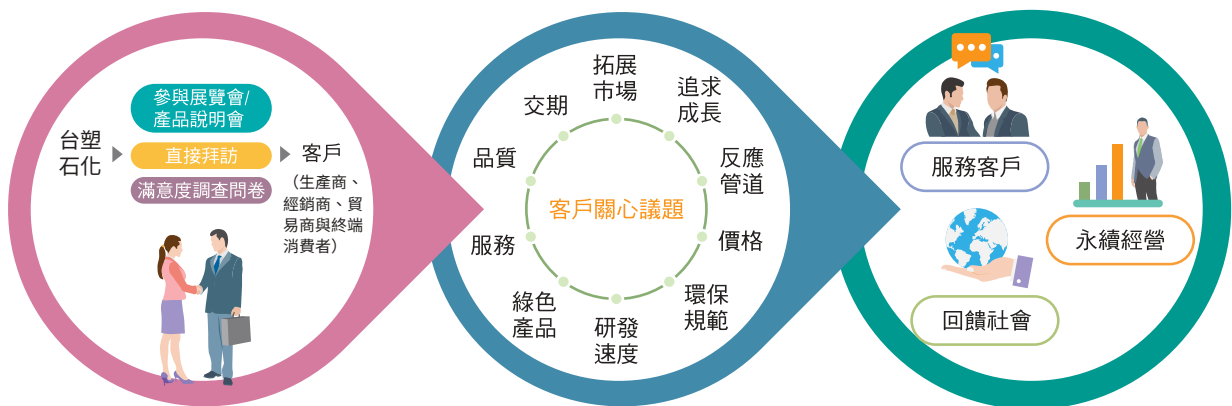 台塑
石化
參與展覽會/
產品說明會
直接拜訪
滿意度調查問卷
客戶
（生產商、
經銷商、貿
易商與終端
消費者）
客戶關心議題
拓展
市場
追求
成長
反應
管道
價格
環保
規範
研發
速度
綠色
產品
服務
品質
交期
服務客戶
永續經營
回饋社會